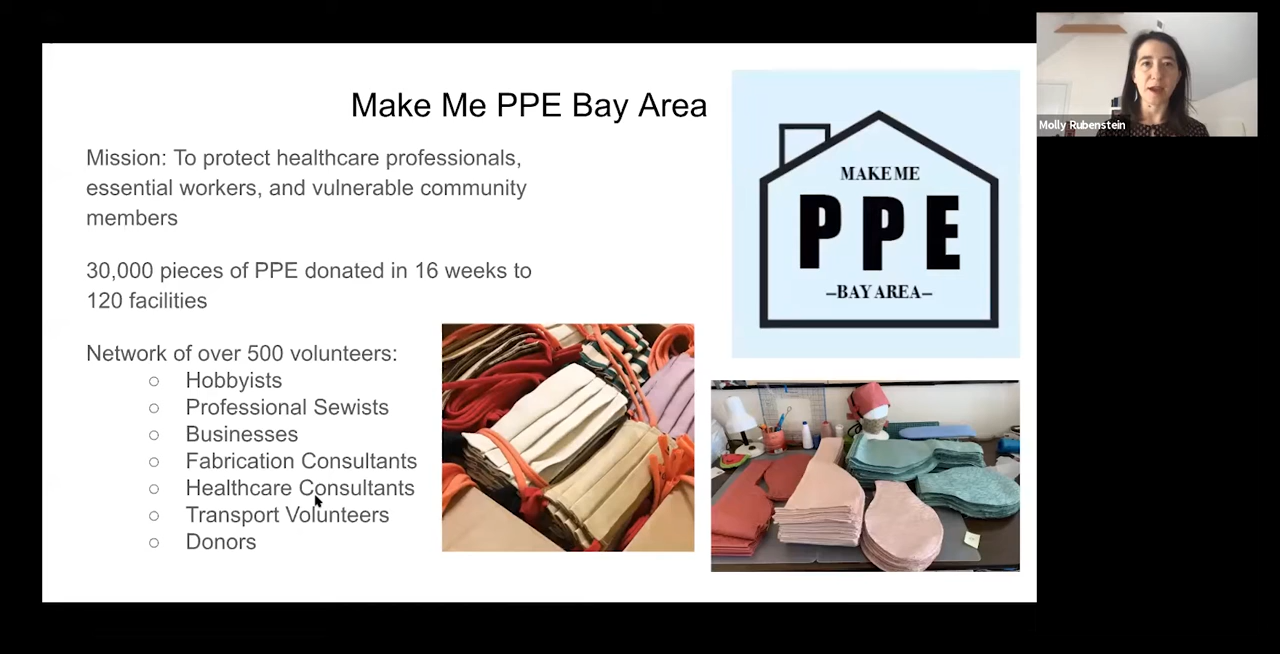 Make Me PPE Bay Area
Mission: To protect healthcare professionals,
essential workers, and vulnerable community
members
30,000 pieces of PPE donated in 16 weeks to
120 facilities
Network of over 500 volunteers:
○ Hobbyists
○ Professional Sewists
○ Businesses
○ Fabrication Consultants
○ Healthcare Consultants
○ Transport Volunteers
○ Donors
MAKE ME
PPE
–BAY AREA–
Molly Rubenstein